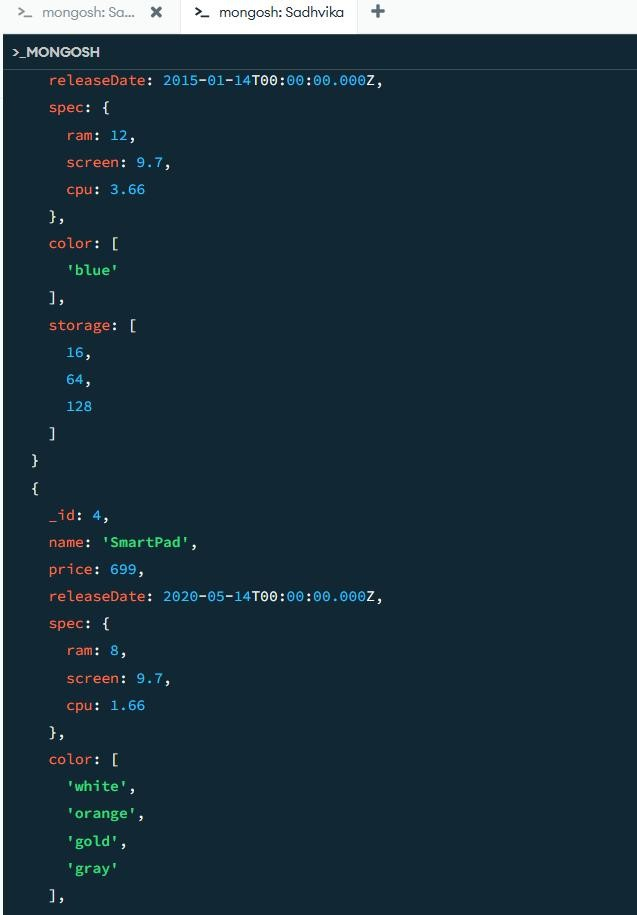 >_ mongosh: Sa... ✖ >_ mongosh: Sadhvika +
>_MONGOSH
releaseDate: 2015-01-14T00:00:00.000Z,
spec: {
ram: 12,
screen: 9.7,
cpu: 3.66
},
color: [
'blue'
],
storage: [
16,
64,
128
]
}
{
_id: 4,
name: 'SmartPad',
price: 699,
releaseDate: 2020-05-14T00:00:00.000Z,
spec: {
ram: 8,
screen: 9.7,
cpu: 1.66
},
color: [
'white',
'orange',
'gold',
'gray'
],